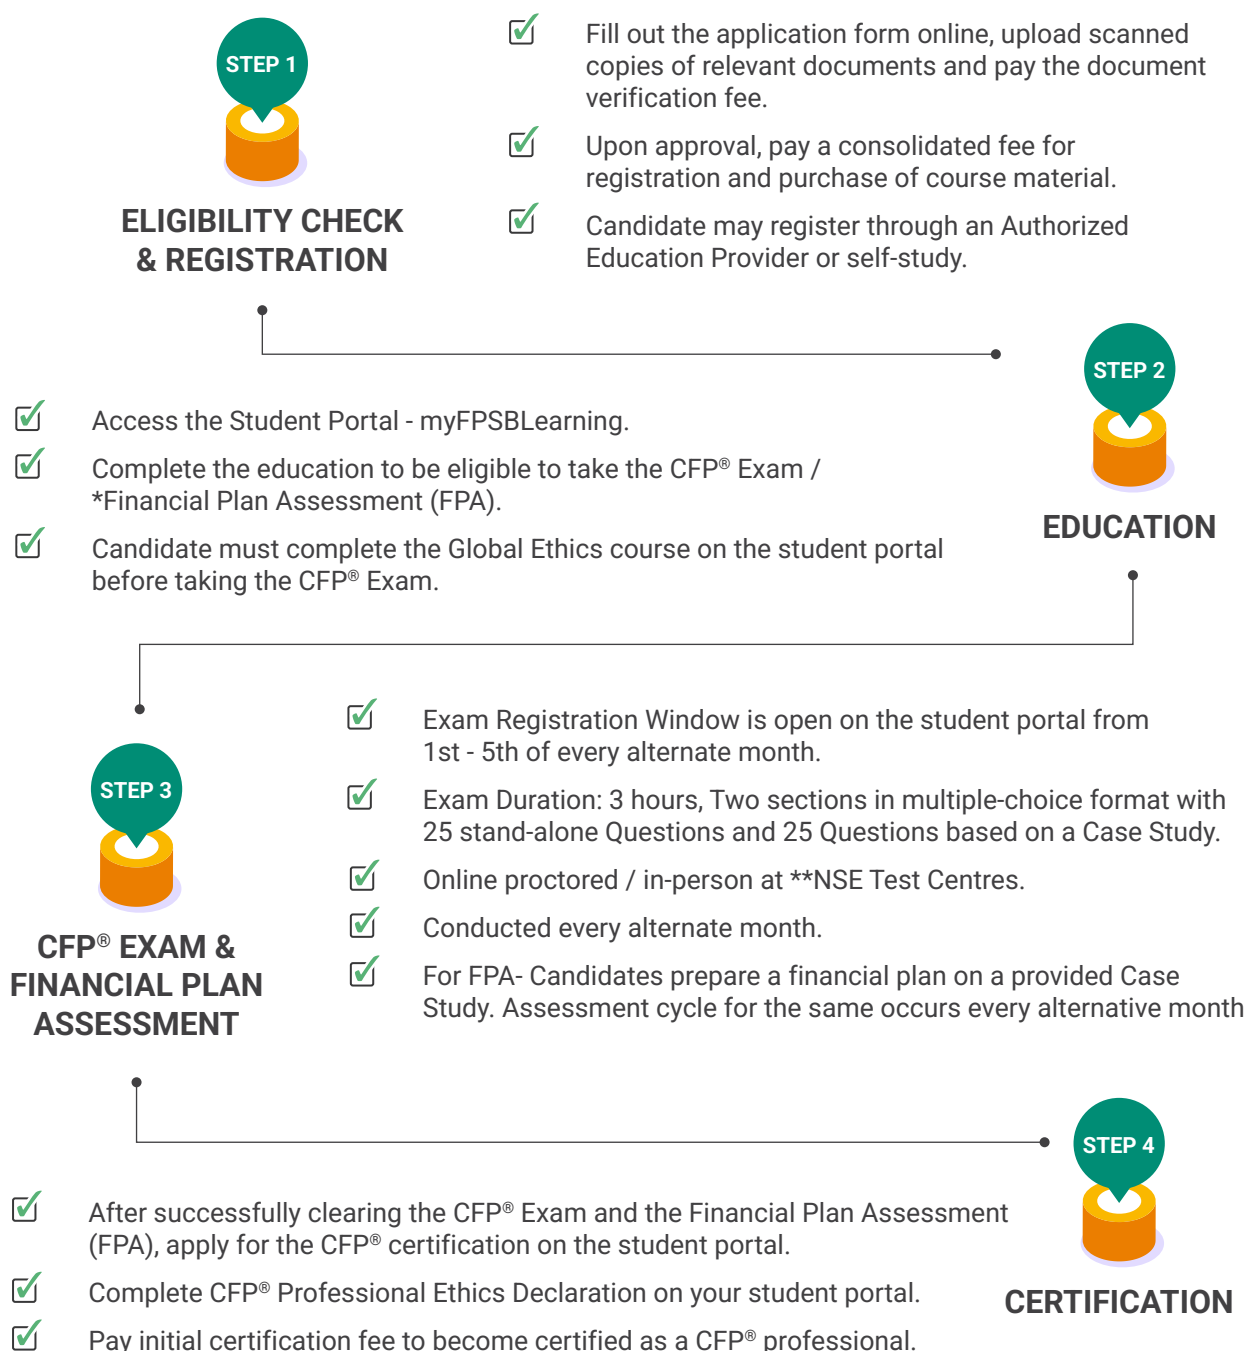 STEP 1
ELIGIBILITY CHECK
& REGISTRATION
Fill out the application form online, upload scanned
copies of relevant documents and pay the document
verification fee.
Upon approval, pay a consolidated fee for
registration and purchase of course material.
Candidate may register through an Authorized
Education Provider or self-study.
STEP 2
EDUCATION
Access the Student Portal - myFPSBLearning.
Complete the education to be eligible to take the CFP® Exam /
*Financial Plan Assessment (FPA).
Candidate must complete the Global Ethics course on the student portal
before taking the CFP® Exam.
STEP 3
CFP® EXAM &
FINANCIAL PLAN
ASSESSMENT
Exam Registration Window is open on the student portal from
1st - 5th of every alternate month.
Exam Duration: 3 hours, Two sections in multiple-choice format with
25 stand-alone Questions and 25 Questions based on a Case Study.
Online proctored / in-person at **NSE Test Centres.
Conducted every alternate month.
For FPA- Candidates prepare a financial plan on a provided Case
Study. Assessment cycle for the same occurs every alternative month
STEP 4
CERTIFICATION
After successfully clearing the CFP® Exam and the Financial Plan Assessment
(FPA), apply for the CFP® certification on the student portal.
Complete CFP® Professional Ethics Declaration on your student portal.
Pay initial certification fee to become certified as a CFP® professional.